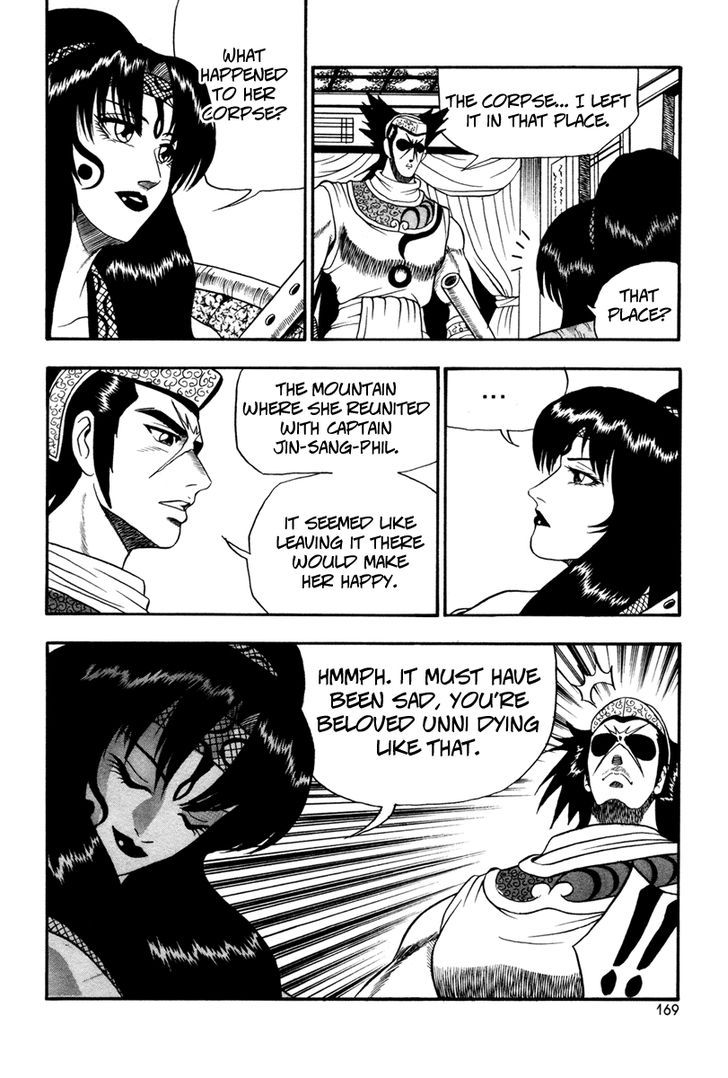 WHAT
HAPPENED
TO HER
CORPSE?
THE CORPSE... I LEFT
IT IN THAT PLACE.
THAT
PLACE?
THE MOUNTAIN
WHERE SHE REUNITED
WITH CAPTAIN
JIN-SANG-PHIL.
IT SEEMED LIKE
LEAVING IT THERE
WOULD MAKE
HER HAPPY.
...
HMMPH. IT MUST HAVE
BEEN SAD, YOU'RE
BELOVED UNNI DYING
LIKE THAT.
!!
169